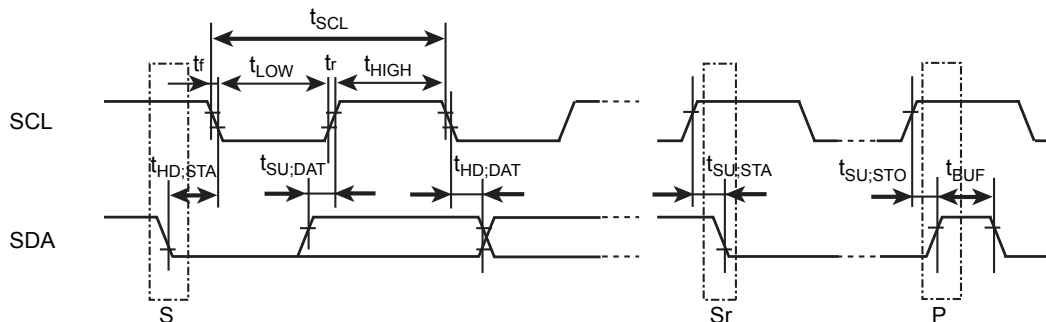 tSCL
tf tLOW tr tHIGH
SCL
tHD;STA tSU;DAT tHD;DAT tSU;STA tSU;STO tBUF
SDA
S Sr P